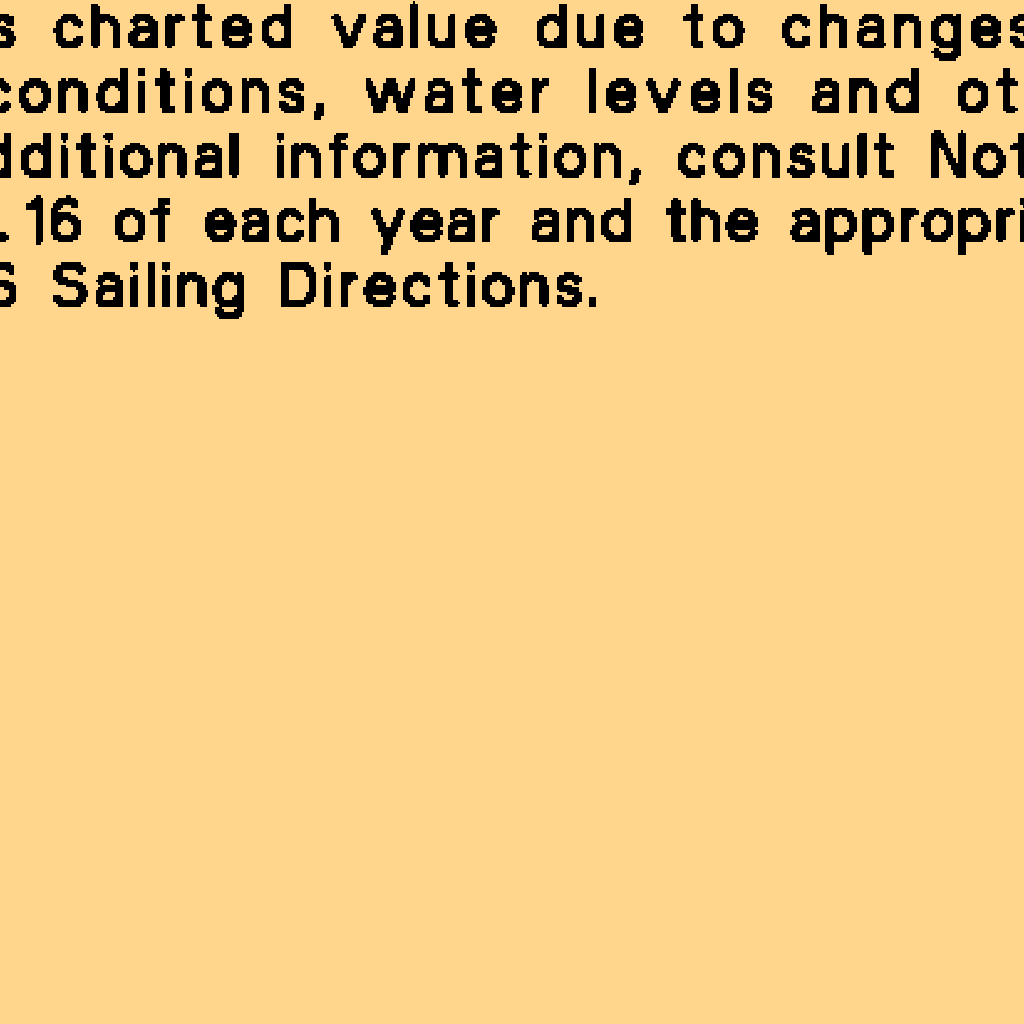 s charted value due to changes
conditions, water levels and ot
dditional information, consult Not
.16 of each year and the appropri
S Sailing Directions.